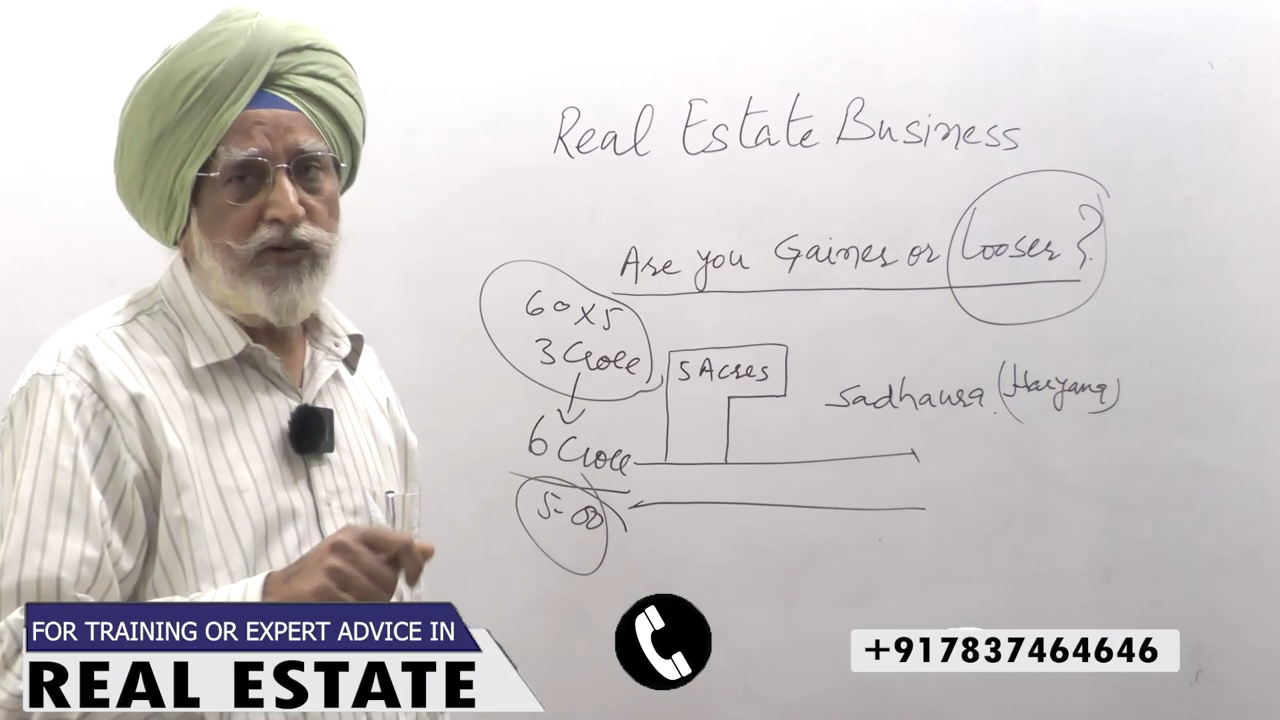 Real Estate Business
Are you Gainer or Looser?
60x5
3 Crore
5 Acres
Sadhaura (Haryana)
6 Crore
5-00
FOR TRAINING OR EXPERT ADVICE IN
REAL ESTATE
+917837464646